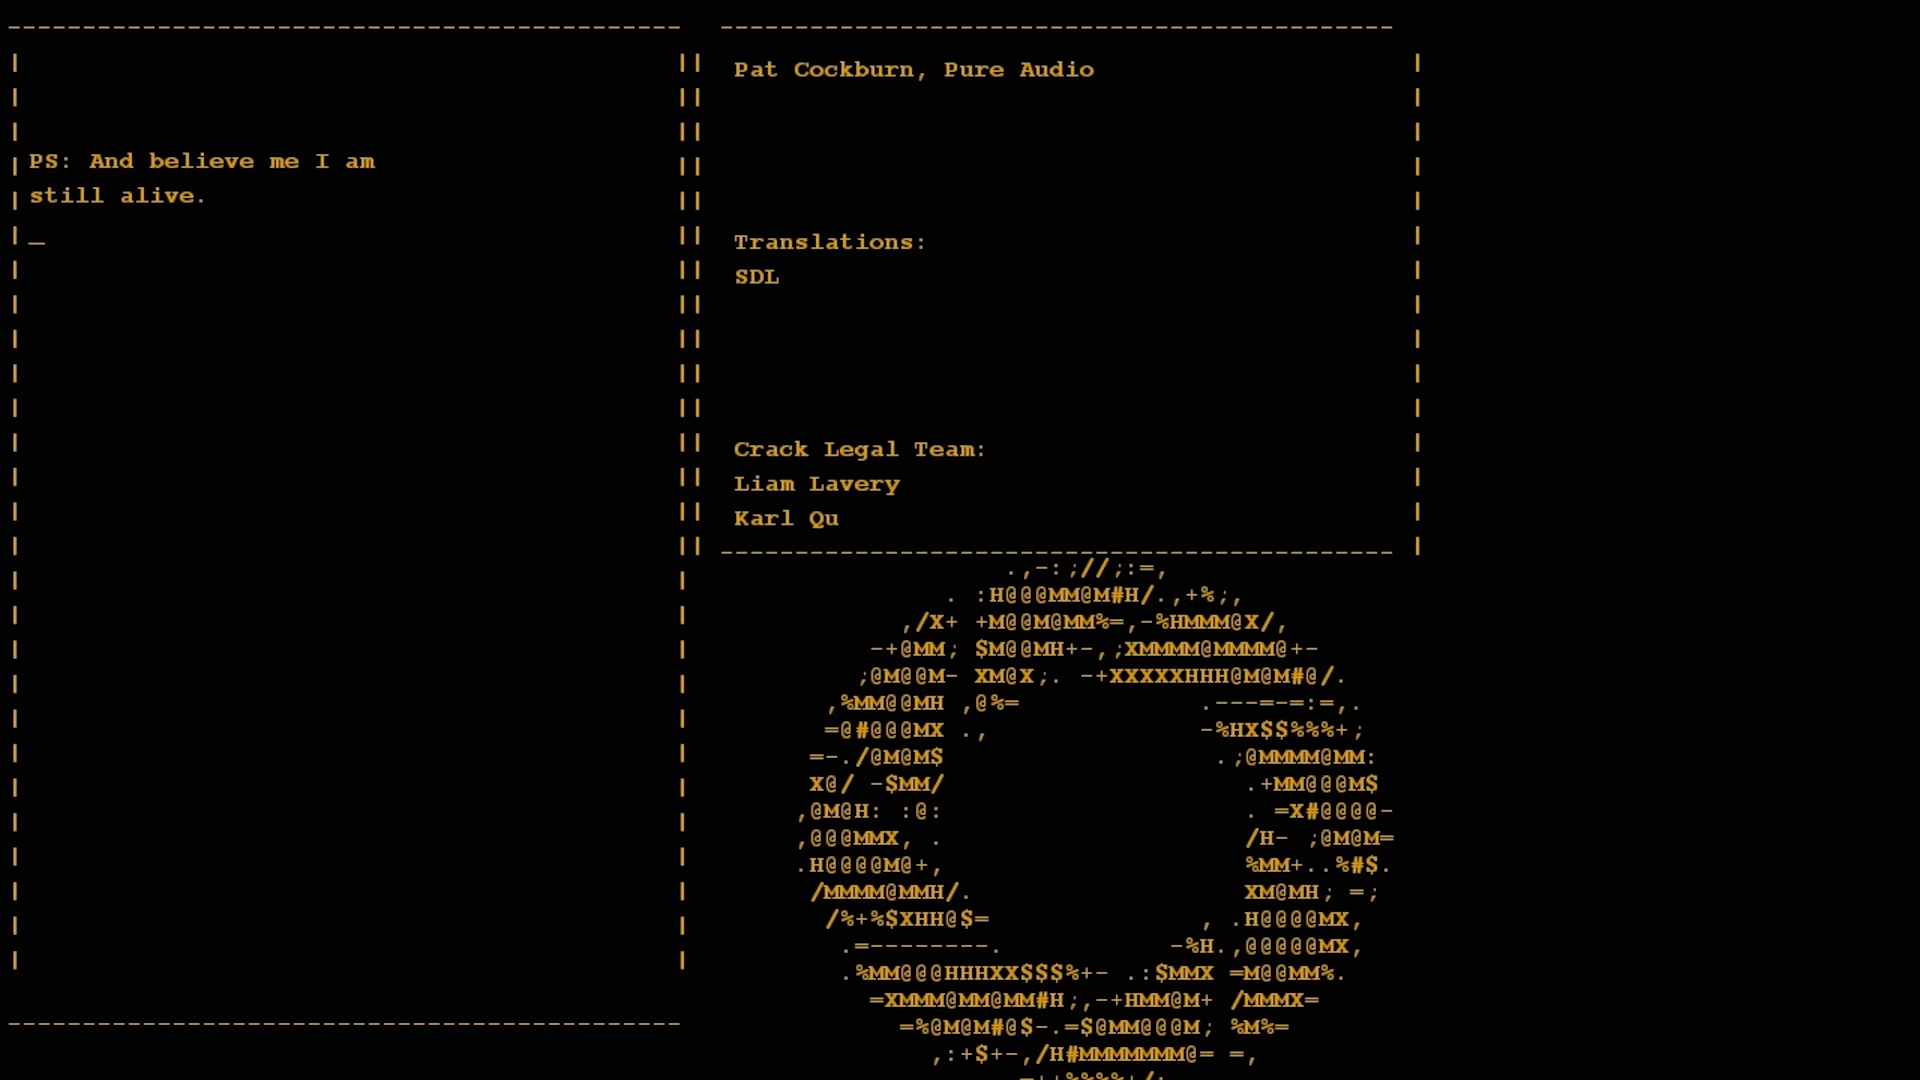 PS: And believe me I am
still alive.
_
Pat Cockburn, Pure Audio
Translations:
SDL
Crack Legal Team:
Liam Lavery
Karl Qu